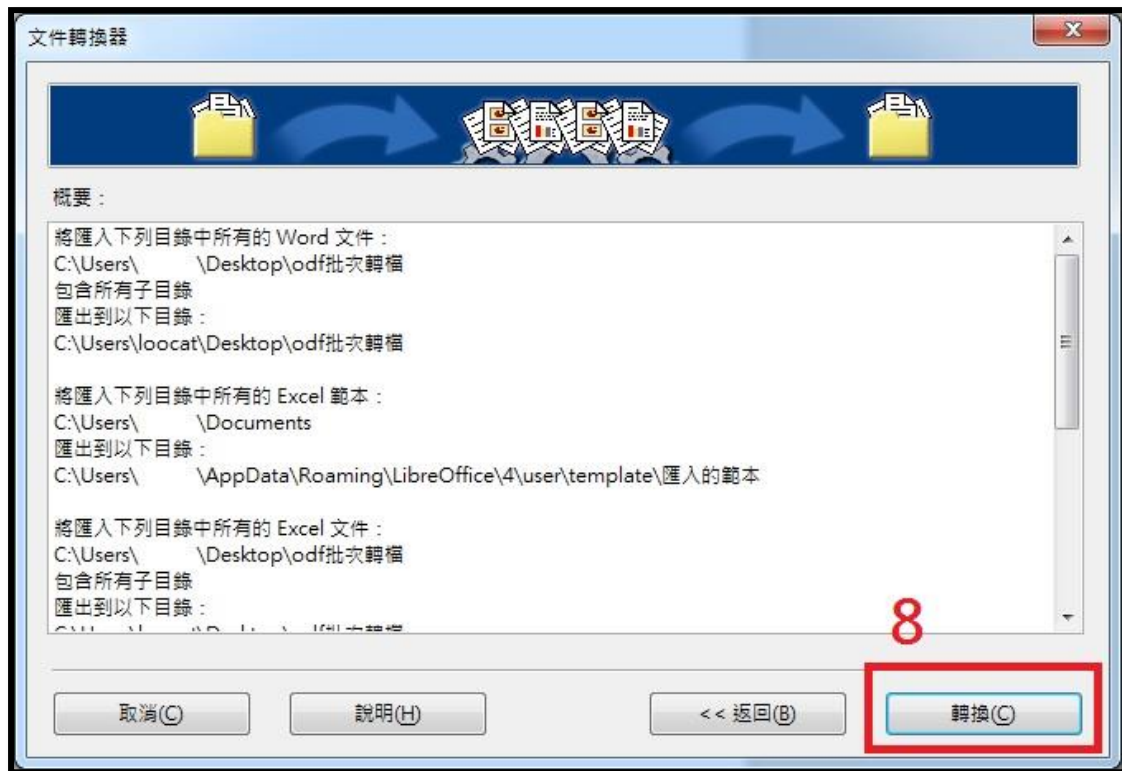 文件轉換器
概要：
將匯入下列目錄中所有的 Word 文件：
C:\Users\ \Desktop\odf批次轉檔
包含所有子目錄
匯出到以下目錄：
C:\Users\loocat\Desktop\odf批次轉檔
將匯入下列目錄中所有的 Excel 範本：
C:\Users\ \Documents
匯出到以下目錄：
C:\Users\ \AppData\Roaming\LibreOffice\4\user\template\匯入的範本
將匯入下列目錄中所有的 Excel 文件：
C:\Users\ \Desktop\odf批次轉檔
包含所有子目錄
匯出到以下目錄：
8
取消(C) 說明(H) << 返回(B) 轉換(C)